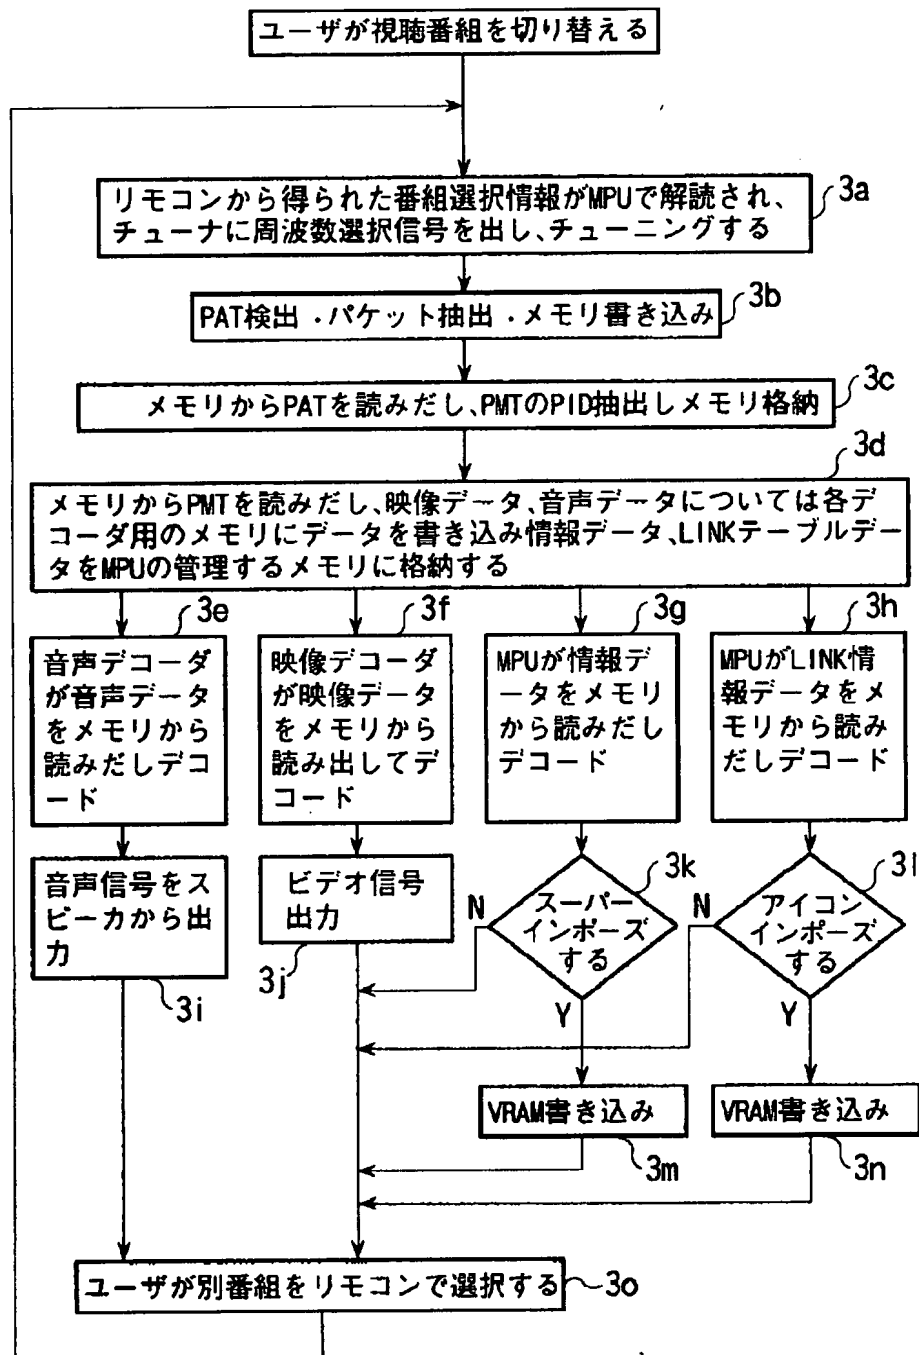 ユーザが視聴番組を切り替える
リモコンから得られた番組選択情報がMPUで解読され、
チューナに周波数選択信号を出し、チューニングする
3a
PAT検出・パケット抽出・メモリ書き込み
3b
メモリからPATを読みだし、PMTのPID抽出しメモリ格納
3c
3d
メモリからPMTを読みだし、映像データ、音声データについては各デ
コーダ用のメモリにデータを書き込み情報データ、LINKテーブルデー
タをMPUの管理するメモリに格納する
3e
音声デコーダ
が音声データ
をメモリから
読みだしデコ
ード
3f
映像デコーダ
が映像データ
をメモリから
読み出してデ
コード
3g
MPUが情報デ
ータをメモリ
から読みだし
デコード
3h
MPUがLINK情
報データをメ
モリから読み
だしデコード
音声信号をス
ピーカから出
力
3i
ビデオ信号
出力
3j
3k
スーパー
インポーズ
する
N
Y
3l
アイコン
インポーズ
する
N
Y
VRAM書き込み
3m
VRAM書き込み
3n
ユーザが別番組をリモコンで選択する
3o